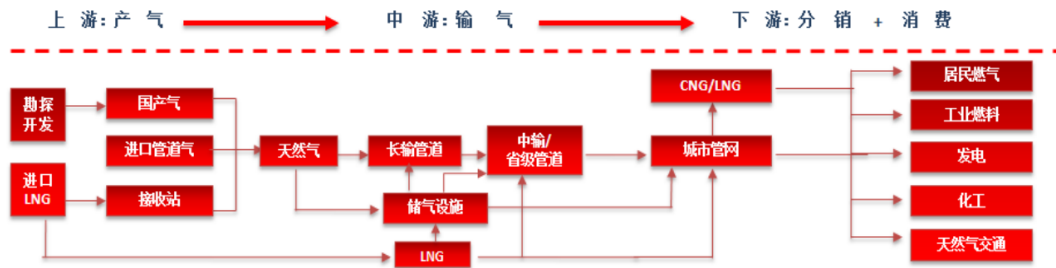 上 游：产 气
中 游：输 气
下 游：分 销 + 消 费
勘探
开发
国产气
进口管道气
进口
LNG
接收站
天然气
长输管道
中输/
省级管道
储气设施
LNG
CNG/LNG
城市管网
居民燃气
工业燃料
发电
化工
天然气交通